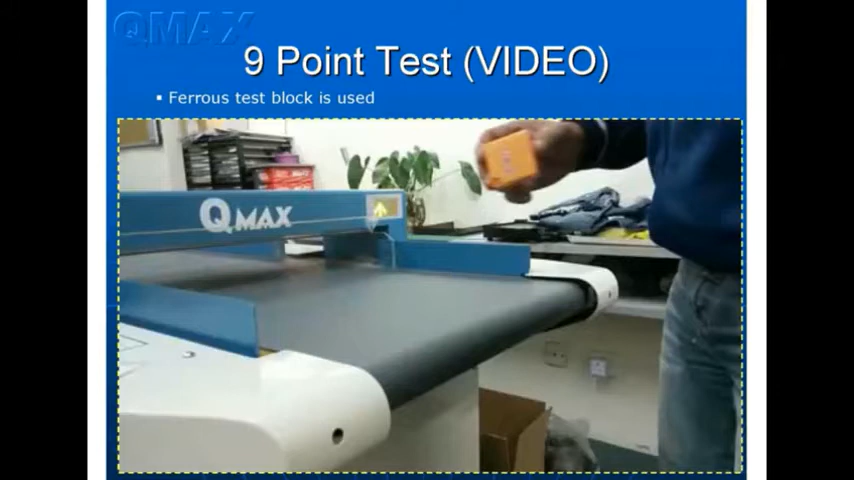 QMAX
9 Point Test (VIDEO)
Ferrous test block is used
QMAX